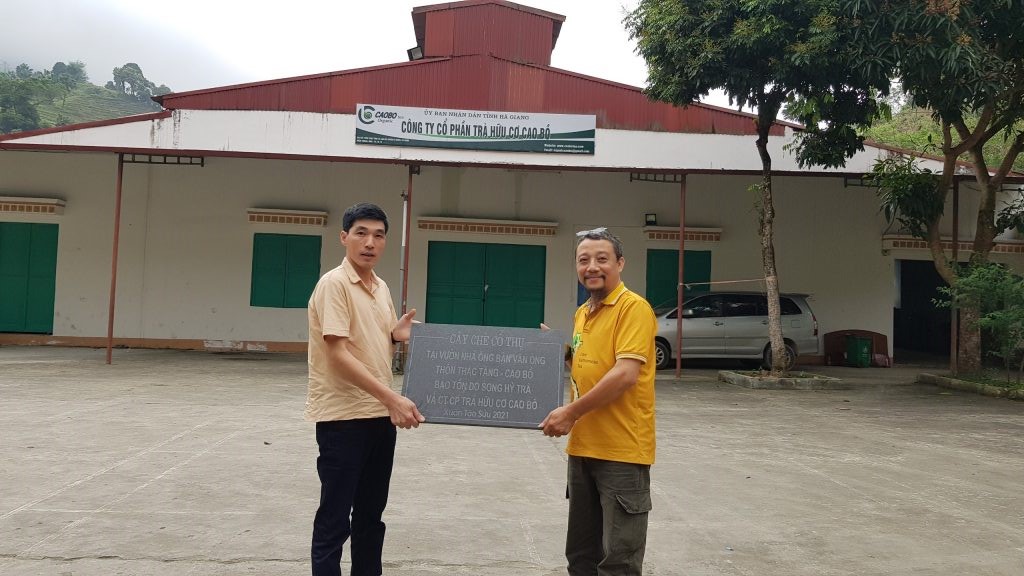 CAOBO
Organic
ỦY BAN NHÂN DÂN TỈNH HÀ GIANG
CÔNG TY CỔ PHẦN TRÀ HỮU CƠ CAO BỒ
CÂY CHÈ CỔ THỤ
TẠI VƯỜN NHÀ ÔNG BÀN VĂN ONG
THÔN THÁC TĂNG - CAO BỒ
BẢO TỒN DO SONG HỶ TRÀ
VÀ CT CP TRÀ HỮU CƠ CAO BỒ
Xuân Tân Sửu 2021